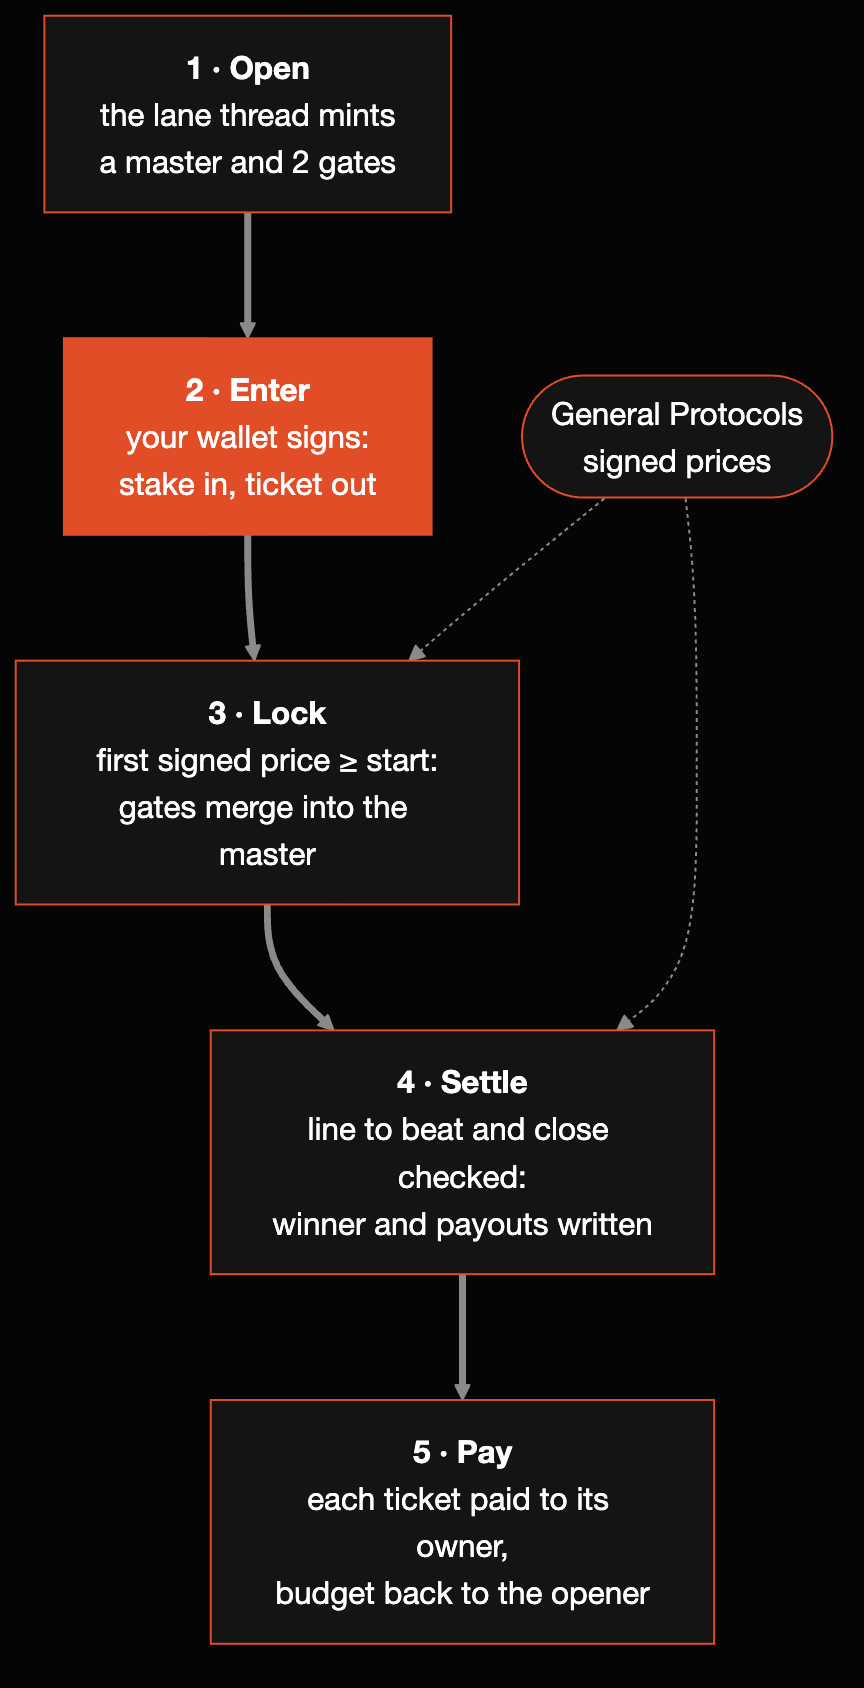 1 · Open
the lane thread mints
a master and 2 gates
2 · Enter
your wallet signs:
stake in, ticket out
General Protocols
signed prices
3 · Lock
first signed price ≥ start:
gates merge into the
master
4 · Settle
line to beat and close
checked:
winner and payouts written
5 · Pay
each ticket paid to its
owner,
budget back to the opener